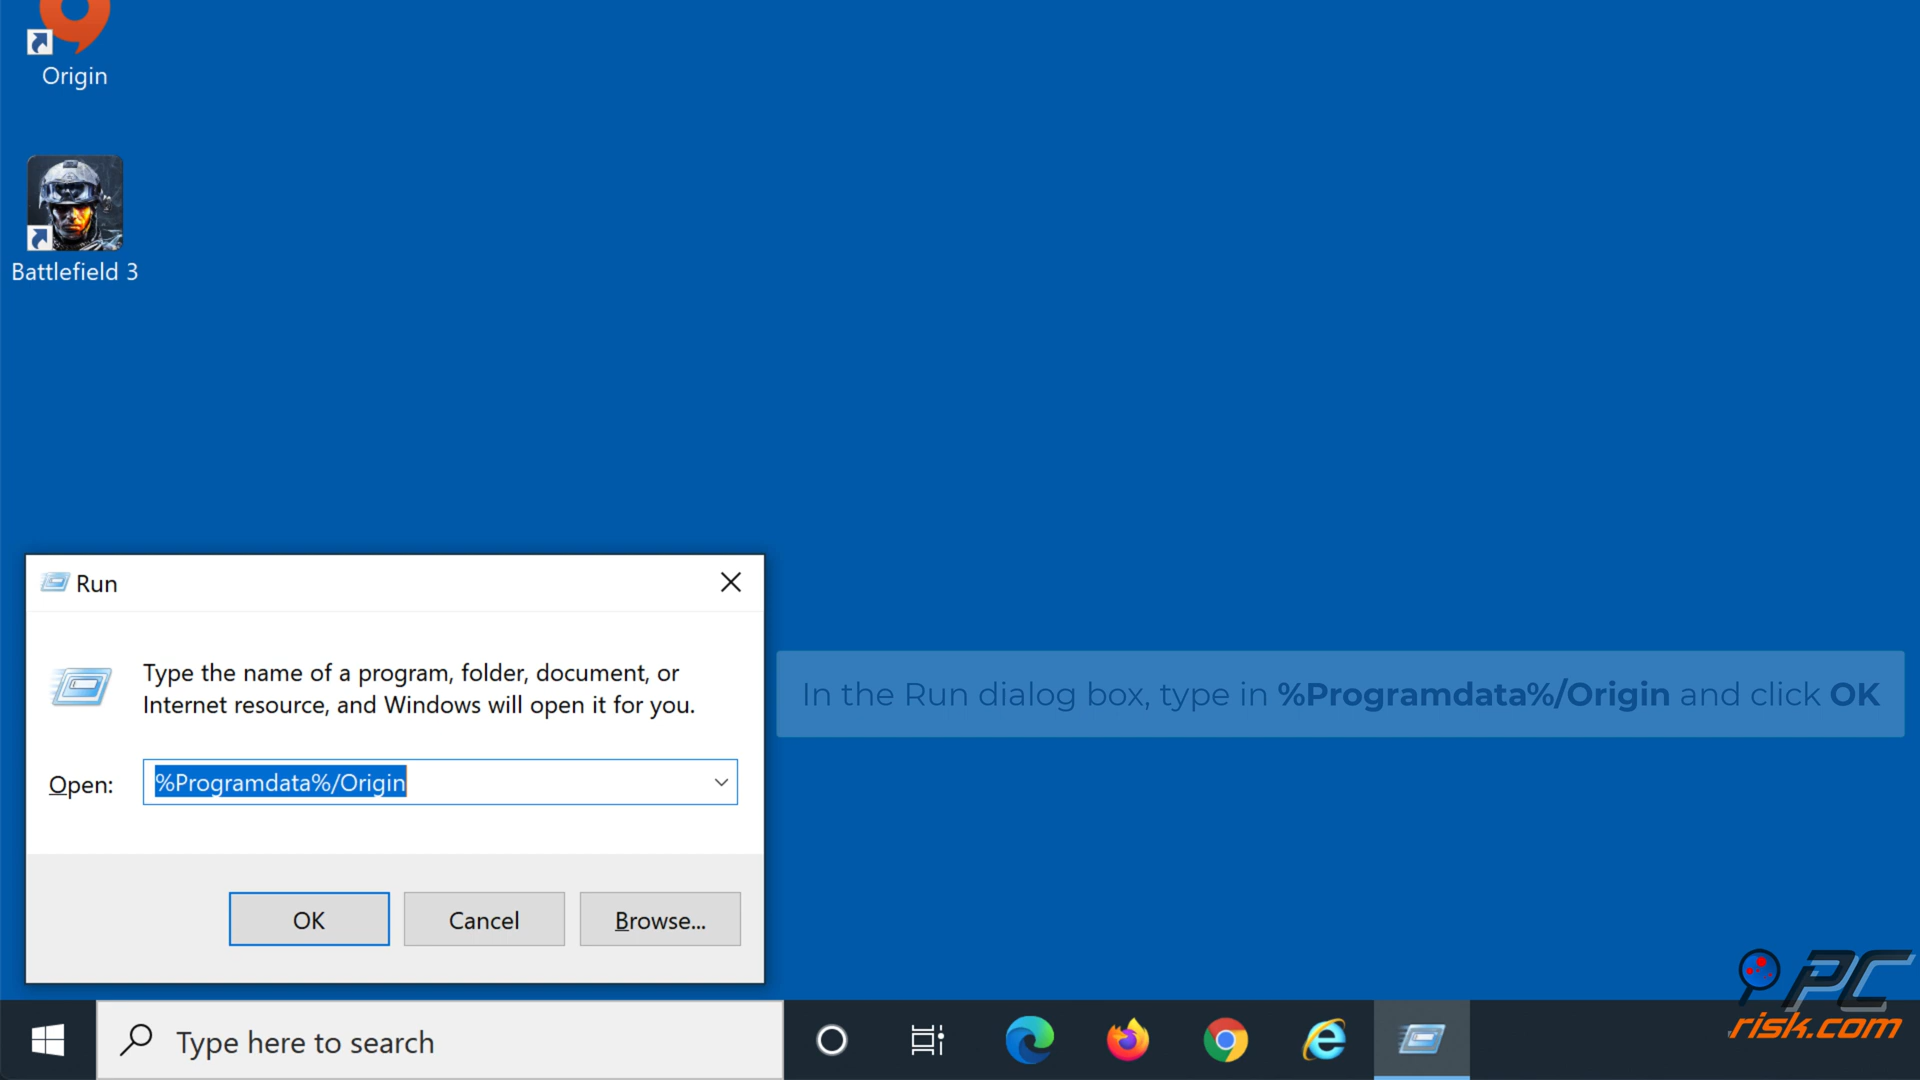 Origin
Battlefield 3
Run
Type the name of a program, folder, document, or
Internet resource, and Windows will open it for you.
In the Run dialog box, type in %Programdata%/Origin and click OK
Open: %Programdata%/Origin
OK Cancel Browse...
PC
risk.com
Type here to search